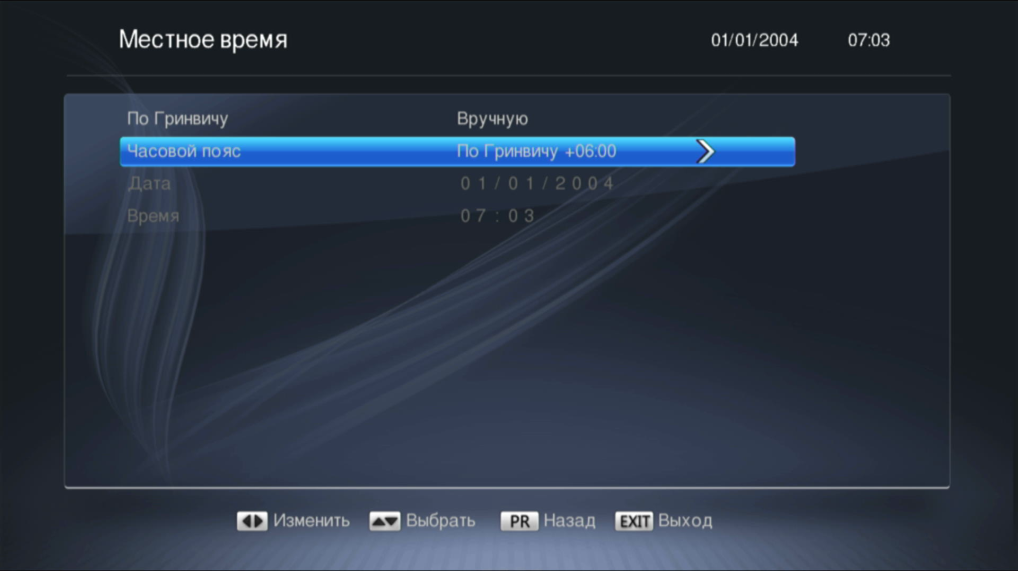 Местное время 01/01/2004 07:03
По Гринвичу Вручную
Часовой пояс По Гринвичу +06:00
Дата 01/01/2004
Время 07:03
Изменить Выбрать PR Назад EXIT Выход